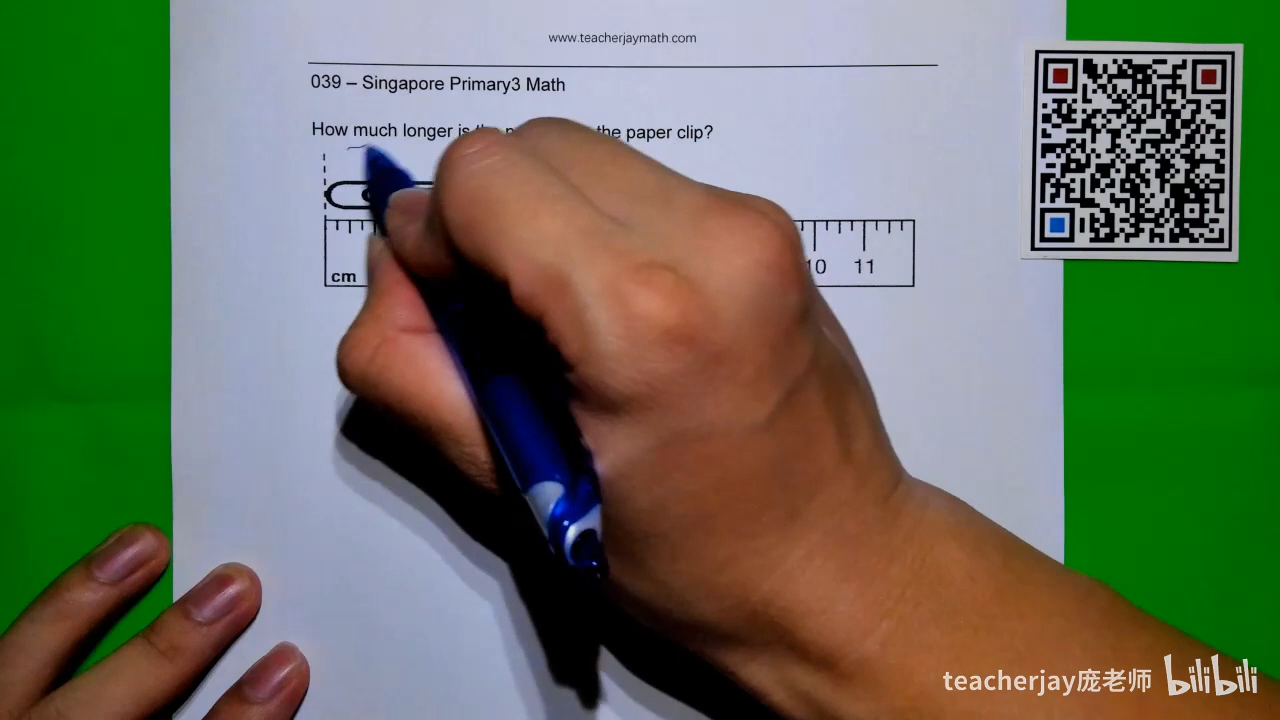 www.teacherjaymath.com
039 – Singapore Primary3 Math
How much longer is the paper clip?
10 11
cm
teacherjay庞老师 bilibili